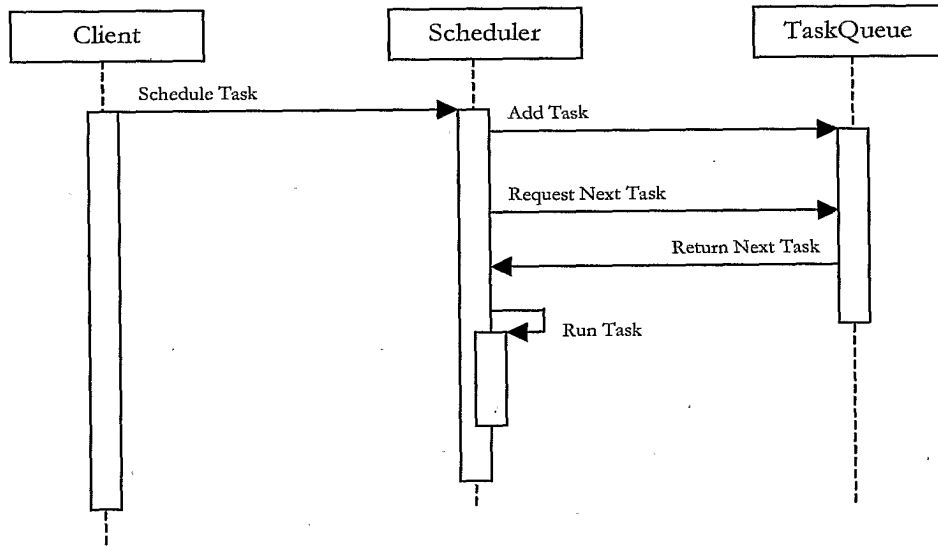 Client
Scheduler
TaskQueue
Schedule Task
Add Task
Request Next Task
Return Next Task
Run Task